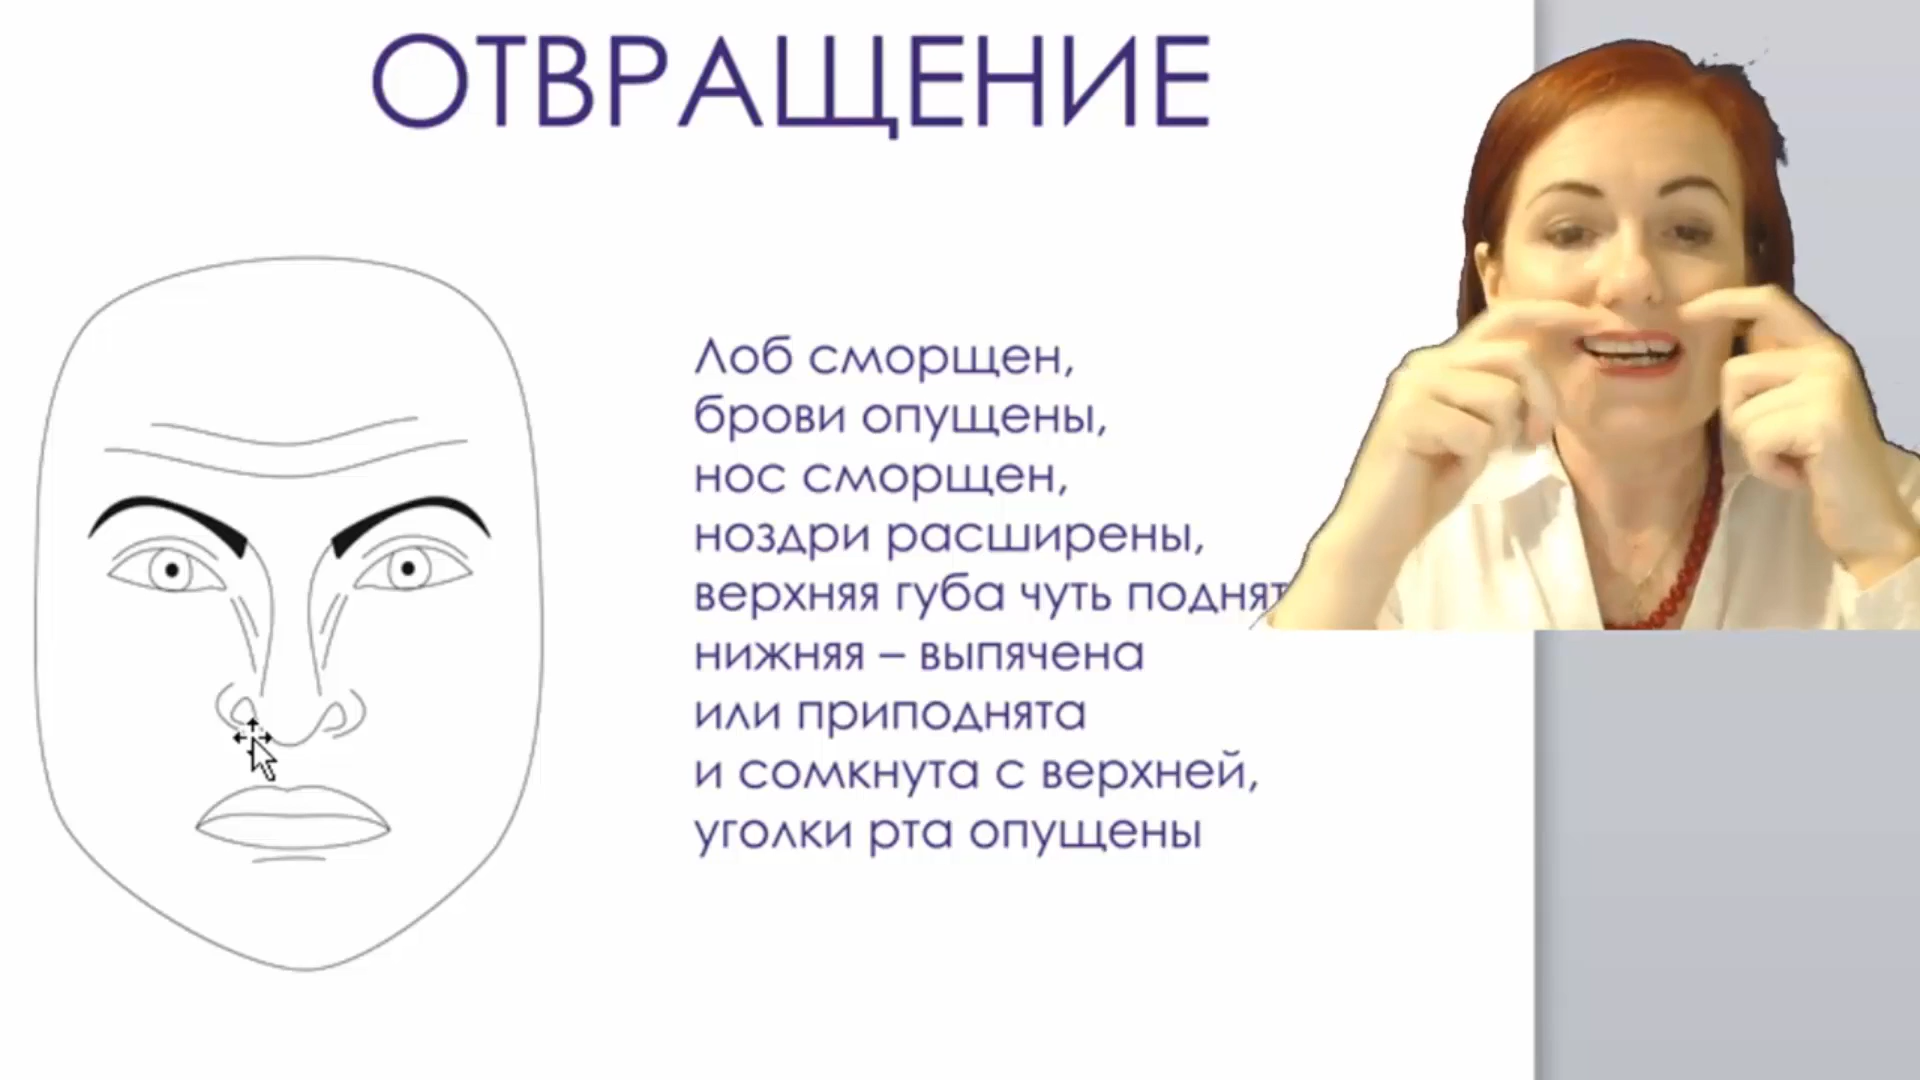 ОТВРАЩЕНИЕ
Лоб сморщен,
брови опущены,
нос сморщен,
ноздри расширены,
верхняя губа чуть поднят
нижняя – выпячена
или приподнята
и сомкнута с верхней,
уголки рта опущены